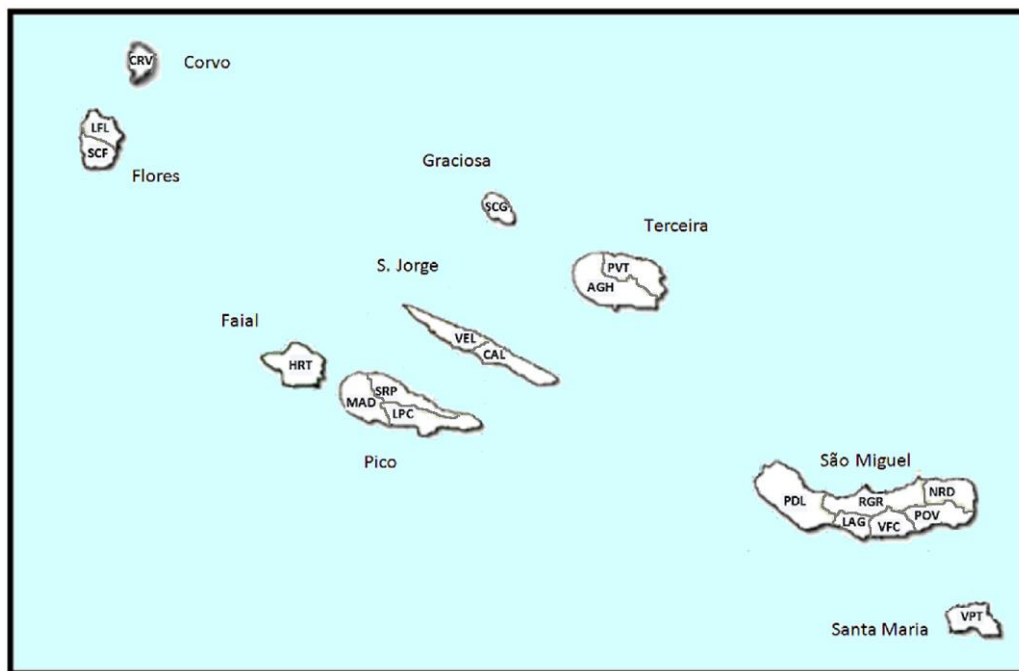 CRV
Corvo
LFL
SCF
Flores
Graciosa
SCG
Terceira
PVT
AGH
S. Jorge
VEL
CAL
Faial
HRT
SRP
MAD
LPC
Pico
São Miguel
PDL
RGR
NRD
LAG
VFC
POV
VPT
Santa Maria